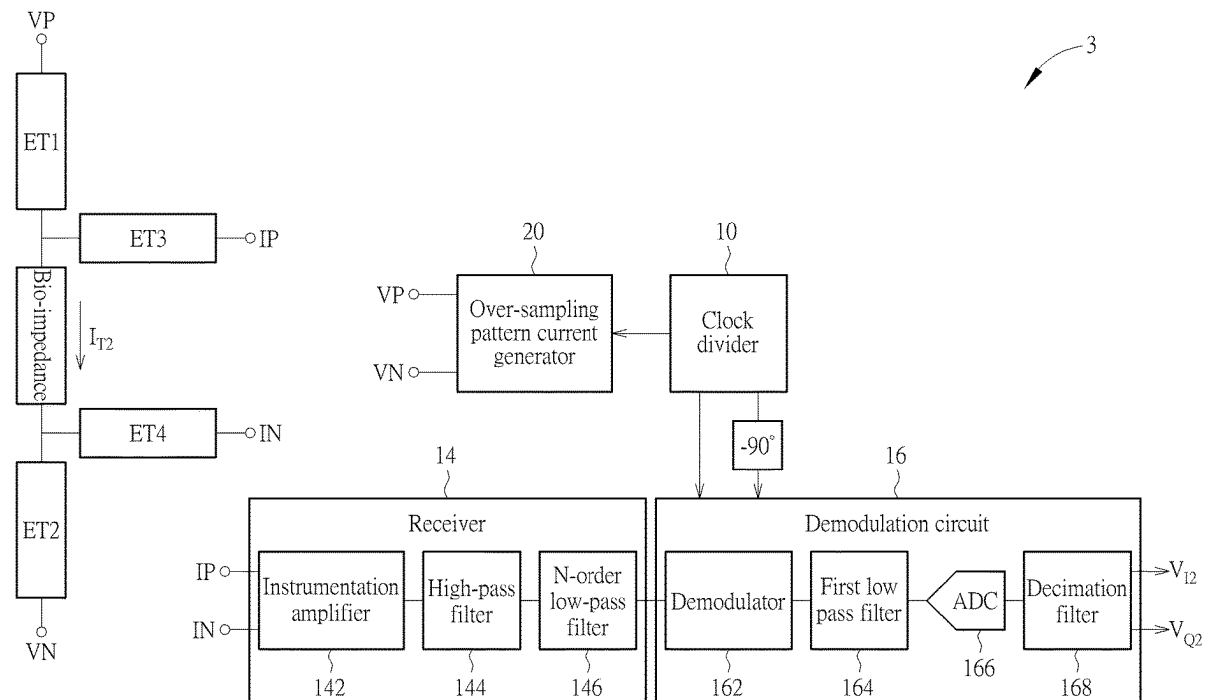 VP
3
ET1
ET3
IP
20
10
Bio-impedance
I_T2
VP
VN
Over-sampling
pattern current
generator
Clock
divider
ET4
IN
-90°
14
16
ET2
Receiver
Demodulation circuit
IP
IN
Instrumentation
amplifier
High-pass
filter
N-order
low-pass
filter
Demodulator
First low
pass filter
ADC
Decimation
filter
V_I2
V_Q2
VN
142
144
146
162
164
166
168